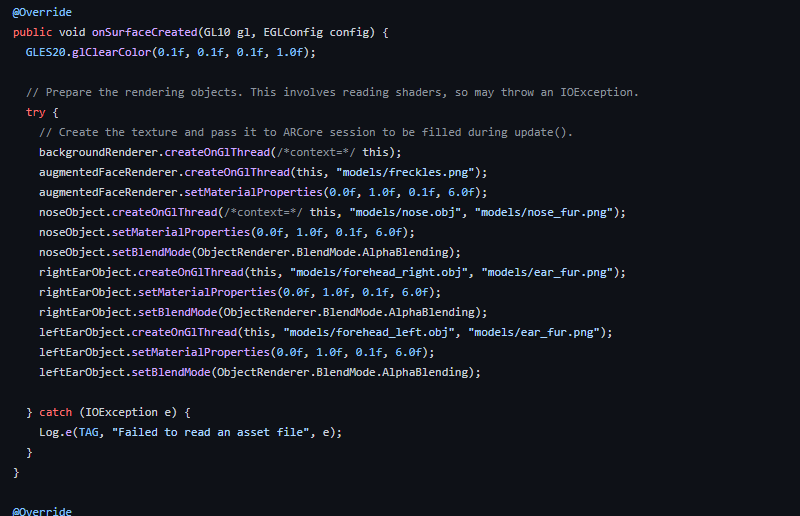 @Override
public void onSurfaceCreated(GL10 gl, EGLConfig config) {
  GLES20.glClearColor(0.1f, 0.1f, 0.1f, 1.0f);

  // Prepare the rendering objects. This involves reading shaders, so may throw an IOException.
  try {
    // Create the texture and pass it to ARCore session to be filled during update().
    backgroundRenderer.createOnGlThread(/*context=*/ this);
    augmentedFaceRenderer.createOnGlThread(this, "models/freckles.png");
    augmentedFaceRenderer.setMaterialProperties(0.0f, 1.0f, 0.1f, 6.0f);
    noseObject.createOnGlThread(/*context=*/ this, "models/nose.obj", "models/nose_fur.png");
    noseObject.setMaterialProperties(0.0f, 1.0f, 0.1f, 6.0f);
    noseObject.setBlendMode(ObjectRenderer.BlendMode.AlphaBlending);
    rightEarObject.createOnGlThread(this, "models/forehead_right.obj", "models/ear_fur.png");
    rightEarObject.setMaterialProperties(0.0f, 1.0f, 0.1f, 6.0f);
    rightEarObject.setBlendMode(ObjectRenderer.BlendMode.AlphaBlending);
    leftEarObject.createOnGlThread(this, "models/forehead_left.obj", "models/ear_fur.png");
    leftEarObject.setMaterialProperties(0.0f, 1.0f, 0.1f, 6.0f);
    leftEarObject.setBlendMode(ObjectRenderer.BlendMode.AlphaBlending);

  } catch (IOException e) {
    Log.e(TAG, "Failed to read an asset file", e);
  }
}

@Override